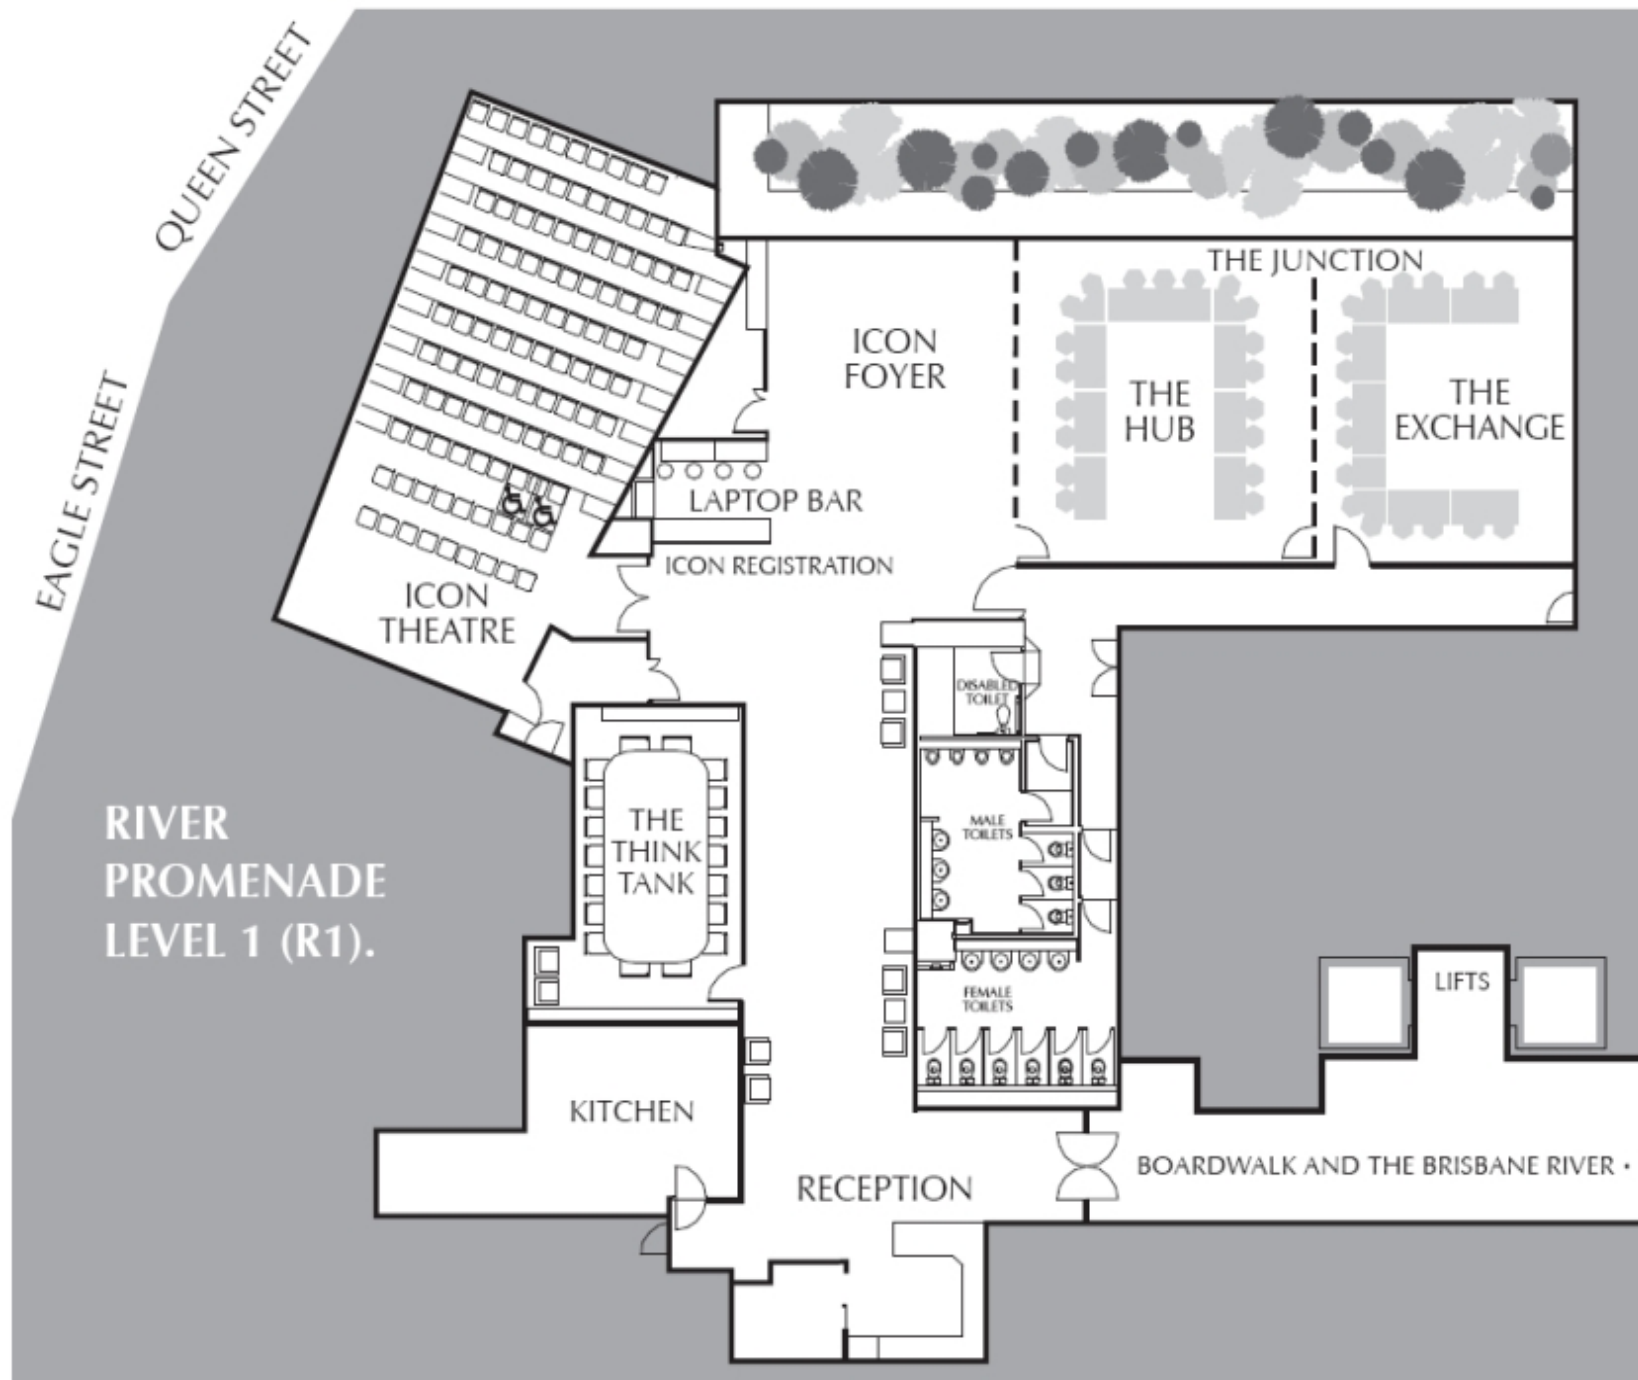 QUEEN STREET
EAGLE STREET
THE JUNCTION
ICON
FOYER
THE
HUB
THE
EXCHANGE
LAPTOP BAR
ICON REGISTRATION
ICON
THEATRE
DISABLED
TOILET
RIVER
PROMENADE
LEVEL 1 (R1).
THE
THINK
TANK
MALE
TOILETS
FEMALE
TOILETS
LIFTS
KITCHEN
RECEPTION
BOARDWALK AND THE BRISBANE RIVER •